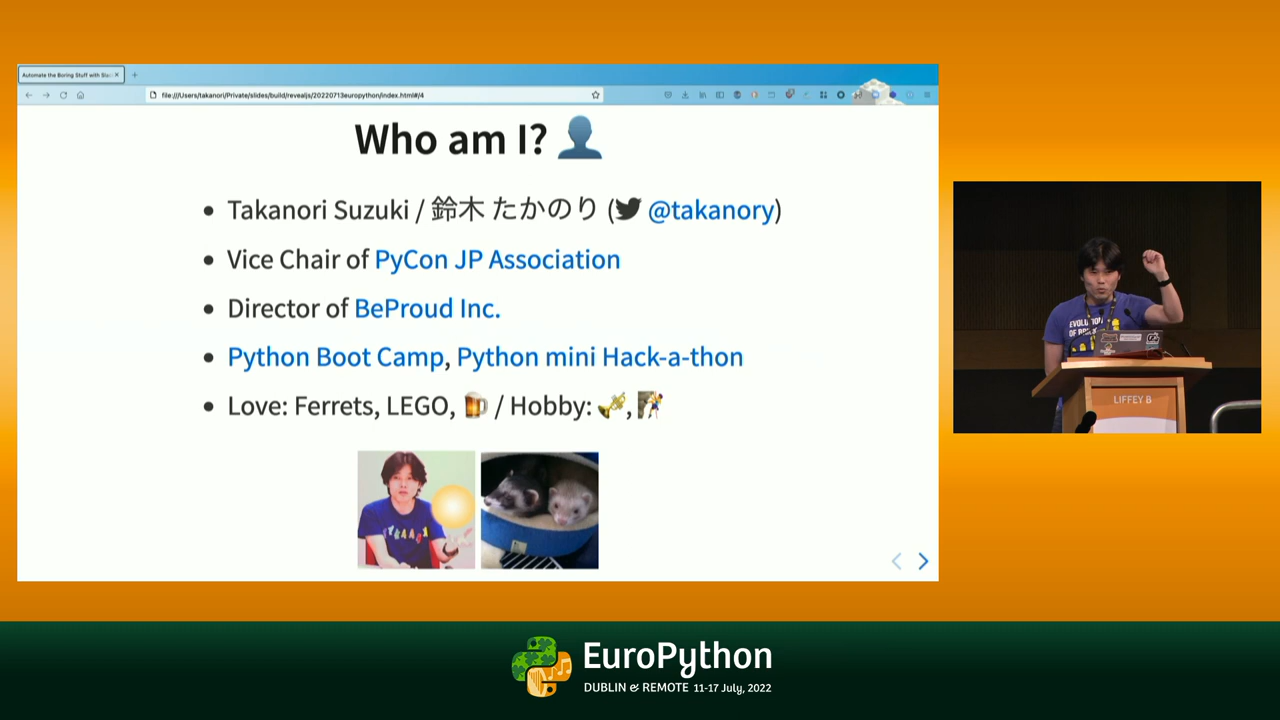 Automate the Boring Stuff with Slac
file:///Users/takanori/Private/slides/build/revealjs/20220713europython/index.html#/4
Who am I?
Takanori Suzuki / 鈴木 たかのり (@takanory)
Vice Chair of PyCon JP Association
Director of BeProud Inc.
Python Boot Camp, Python mini Hack-a-thon
Love: Ferrets, LEGO, 🍺 / Hobby: 🎺, 🧗
EVOLUTION
LIFFEY B
EuroPython
DUBLIN & REMOTE 11-17 July, 2022